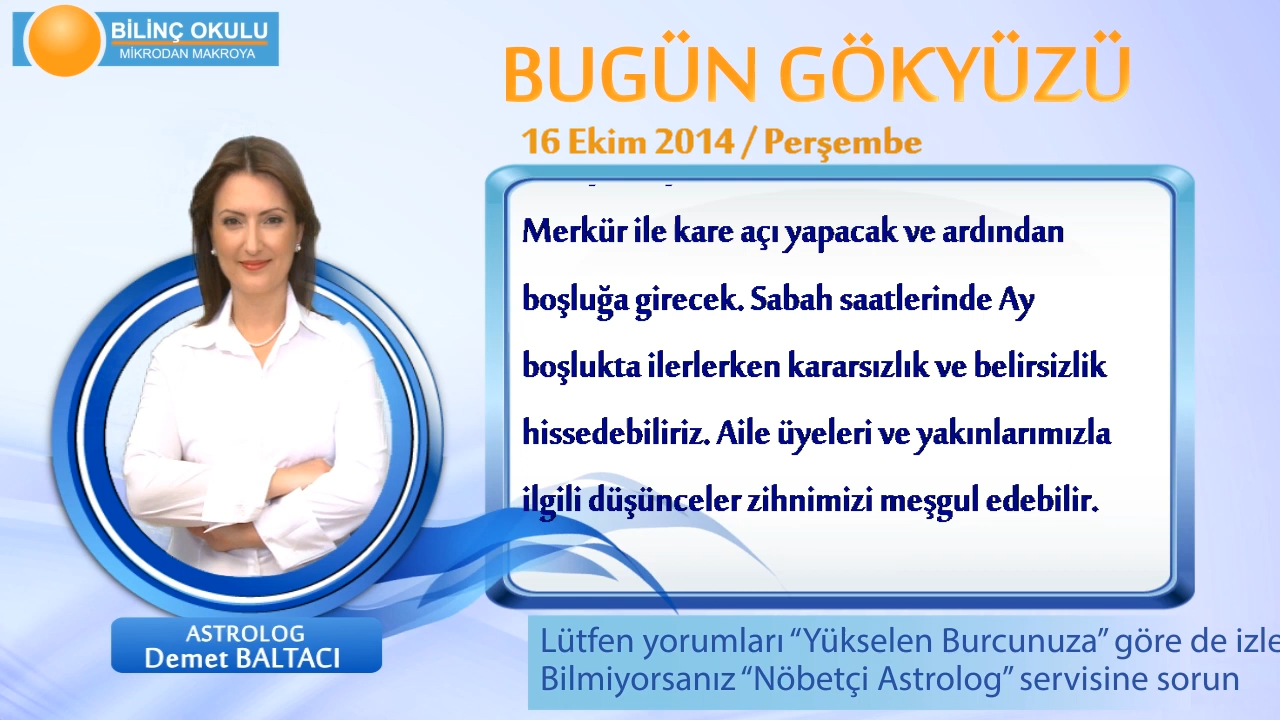 BİLİNÇ OKULU
MİKRODAN MAKROYA
BUGÜN GÖKYÜZÜ
16 Ekim 2014 / Perşembe
Merkür ile kare açı yapacak ve ardından
boşluğa girecek. Sabah saatlerinde Ay
boşlukta ilerlerken kararsızlık ve belirsizlik
hissedebiliriz. Aile üyeleri ve yakınlarımızla
ilgili düşünceler zihnimizi meşgul edebilir.
ASTROLOG
Demet BALTACI
Lütfen yorumları “Yükselen Burcunuza” göre de izle
Bilmiyorsanız “Nöbetçi Astrolog” servisine sorun